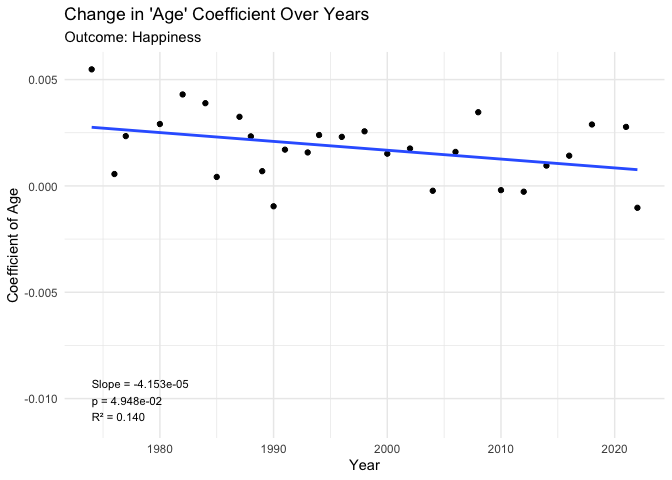 Change in 'Age' Coefficient Over Years
Outcome: Happiness
0.005
0.000
-0.005
-0.010
Coefficient of Age
Slope = -4.153e-05
p = 4.948e-02
R² = 0.140
1980 1990 2000 2010 2020
Year